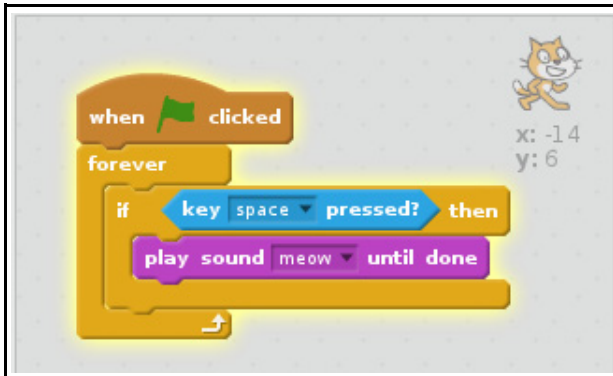 when clicked
x: -14
y: 6
forever
if key space pressed? then
play sound meow until done